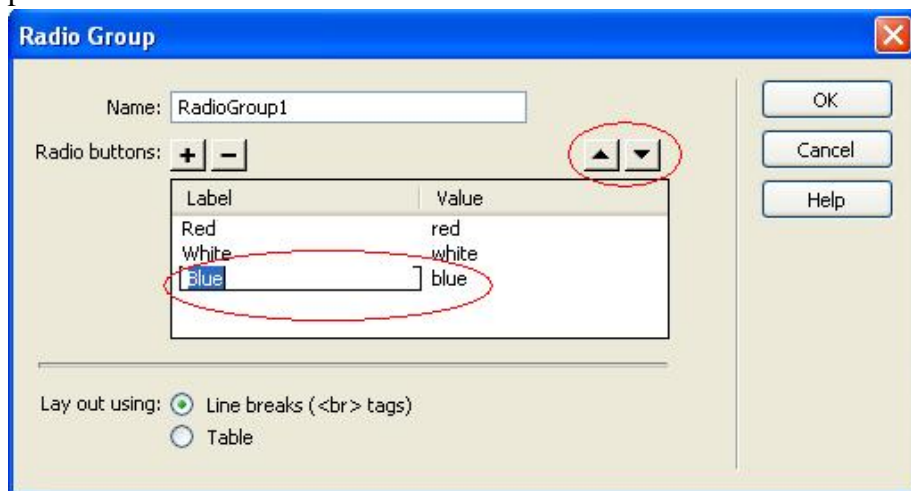 Radio Group
Name: RadioGroup1
OK
Radio buttons: + −
Cancel
Label Value
Help
Red red
White white
Blue blue
Lay out using: Line breaks (<br> tags)
Table